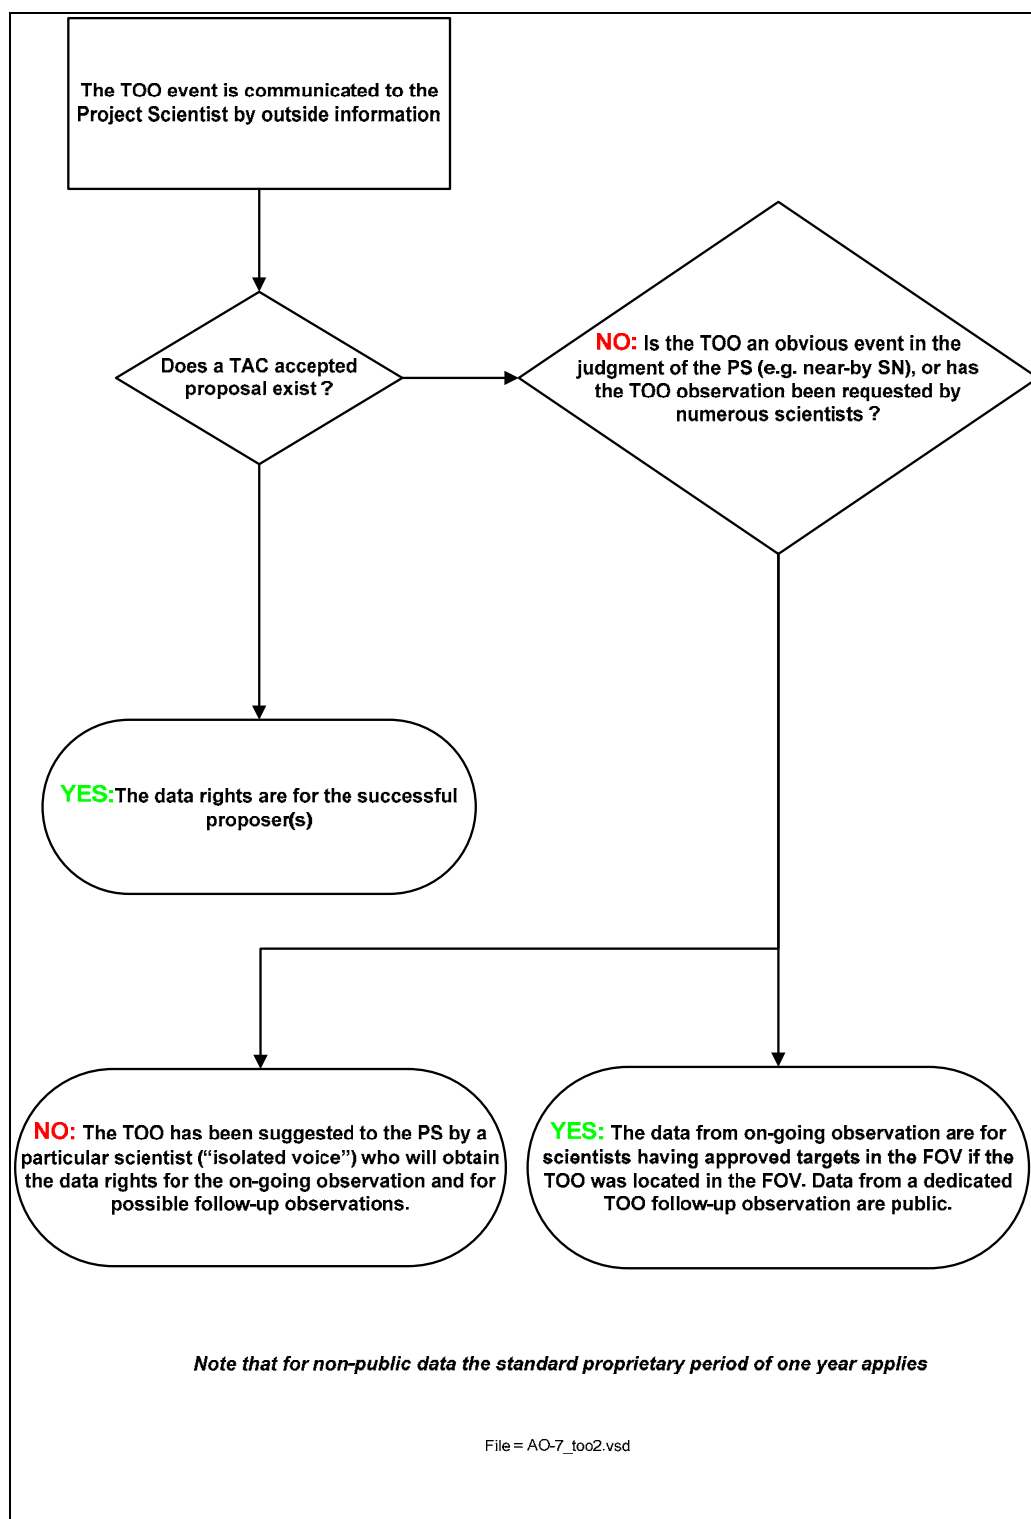 The TOO event is communicated to the
Project Scientist by outside information
Does a TAC accepted
proposal exist ?
NO: Is the TOO an obvious event in the
judgment of the PS (e.g. near-by SN), or has
the TOO observation been requested by
numerous scientists ?
YES:The data rights are for the successful
proposer(s)
NO: The TOO has been suggested to the PS by a
particular scientist (“isolated voice”) who will obtain
the data rights for the on-going observation and for
possible follow-up observations.
YES: The data from on-going observation are for
scientists having approved targets in the FOV if the
TOO was located in the FOV. Data from a dedicated
TOO follow-up observation are public.
Note that for non-public data the standard proprietary period of one year applies
File = AO-7_too2.vsd